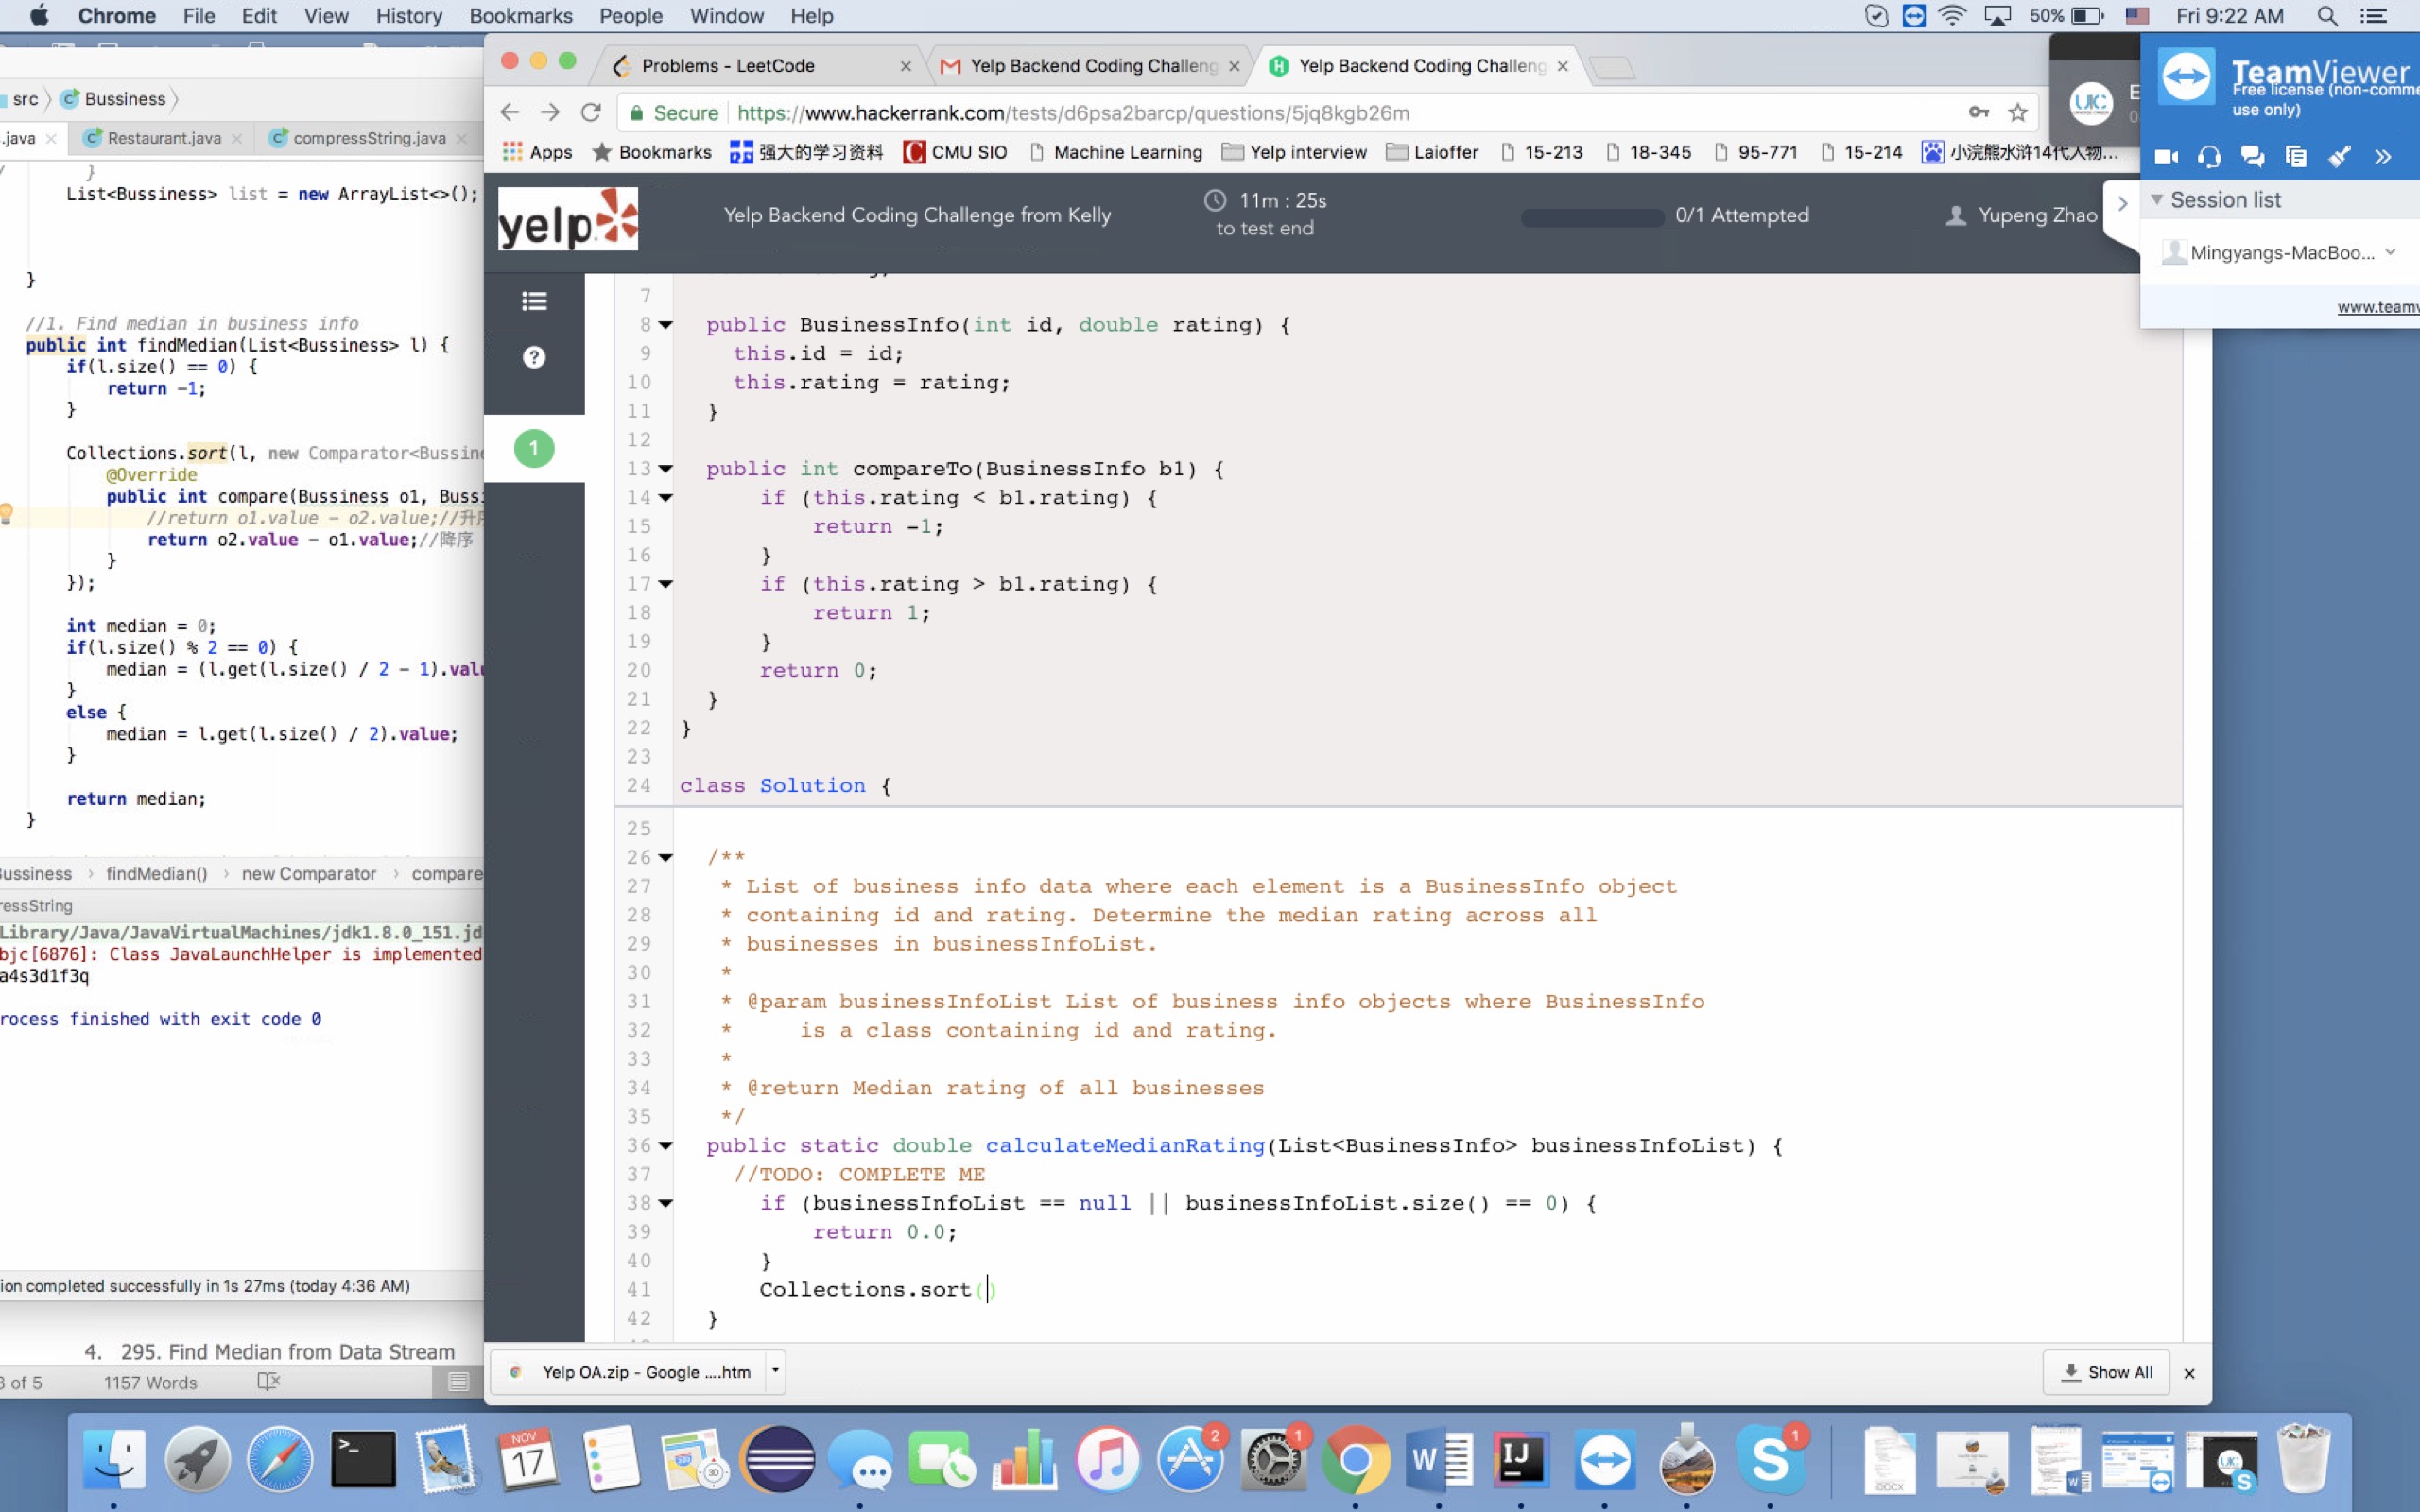 Chrome File Edit View History Bookmarks People Window Help
50% Fri 9:22 AM
src Bussiness
.java Restaurant.java compressString.java
}
List<Bussiness> list = new ArrayList<>();
}
//1. Find median in business info
public int findMedian(List<Bussiness> l) {
if(l.size() == 0) {
return -1;
}
Collections.sort(l, new Comparator<Bussine
@Override
public int compare(Bussiness o1, Buss
//return o1.value - o2.value;//升
return o2.value - o1.value;//降序
}
});
int median = 0;
if(l.size() % 2 == 0) {
median = (l.get(l.size() / 2 - 1).valu
}
else {
median = l.get(l.size() / 2).value;
}
return median;
}
Bussiness findMedian() new Comparator compare
ressString
Library/Java/JavaVirtualMachines/jdk1.8.0_151.jd
bjc[6876]: Class JavaLaunchHelper is implemented
a4s3d1f3q
rocess finished with exit code 0
ion completed successfully in 1s 27ms (today 4:36 AM)
4. 295. Find Median from Data Stream
3 of 5 1157 Words
Problems - LeetCode Yelp Backend Coding Challeng Yelp Backend Coding Challeng
Secure https://www.hackerrank.com/tests/d6psa2barcp/questions/5jq8kgb26m
Apps Bookmarks 强大的学习资料 CMU SIO Machine Learning Yelp interview Laioffer 15-213 18-345 95-771 15-214 小浣熊水浒14代人物...
yelp
Yelp Backend Coding Challenge from Kelly
11m : 25s
to test end
0/1 Attempted
Yupeng Zhao
1
7
8 public BusinessInfo(int id, double rating) {
9 this.id = id;
10 this.rating = rating;
11 }
12
13 public int compareTo(BusinessInfo b1) {
14 if (this.rating < b1.rating) {
15 return -1;
16 }
17 if (this.rating > b1.rating) {
18 return 1;
19 }
20 return 0;
21 }
22 }
23
24 class Solution {
25
26 /**
27 * List of business info data where each element is a BusinessInfo object
28 * containing id and rating. Determine the median rating across all
29 * businesses in businessInfoList.
30 *
31 * @param businessInfoList List of business info objects where BusinessInfo
32 * is a class containing id and rating.
33 *
34 * @return Median rating of all businesses
35 */
36 public static double calculateMedianRating(List<BusinessInfo> businessInfoList) {
37 //TODO: COMPLETE ME
38 if (businessInfoList == null || businessInfoList.size() == 0) {
39 return 0.0;
40 }
41 Collections.sort()
42 }
Yelp OA.zip - Google ....htm
Show All
UKC E
TeamViewer
Free license (non-comme
use only)
Session list
Mingyangs-MacBoo...
www.teamv
NOV
17
30
2
1
W
IJ
S
1
DOCX
UKC